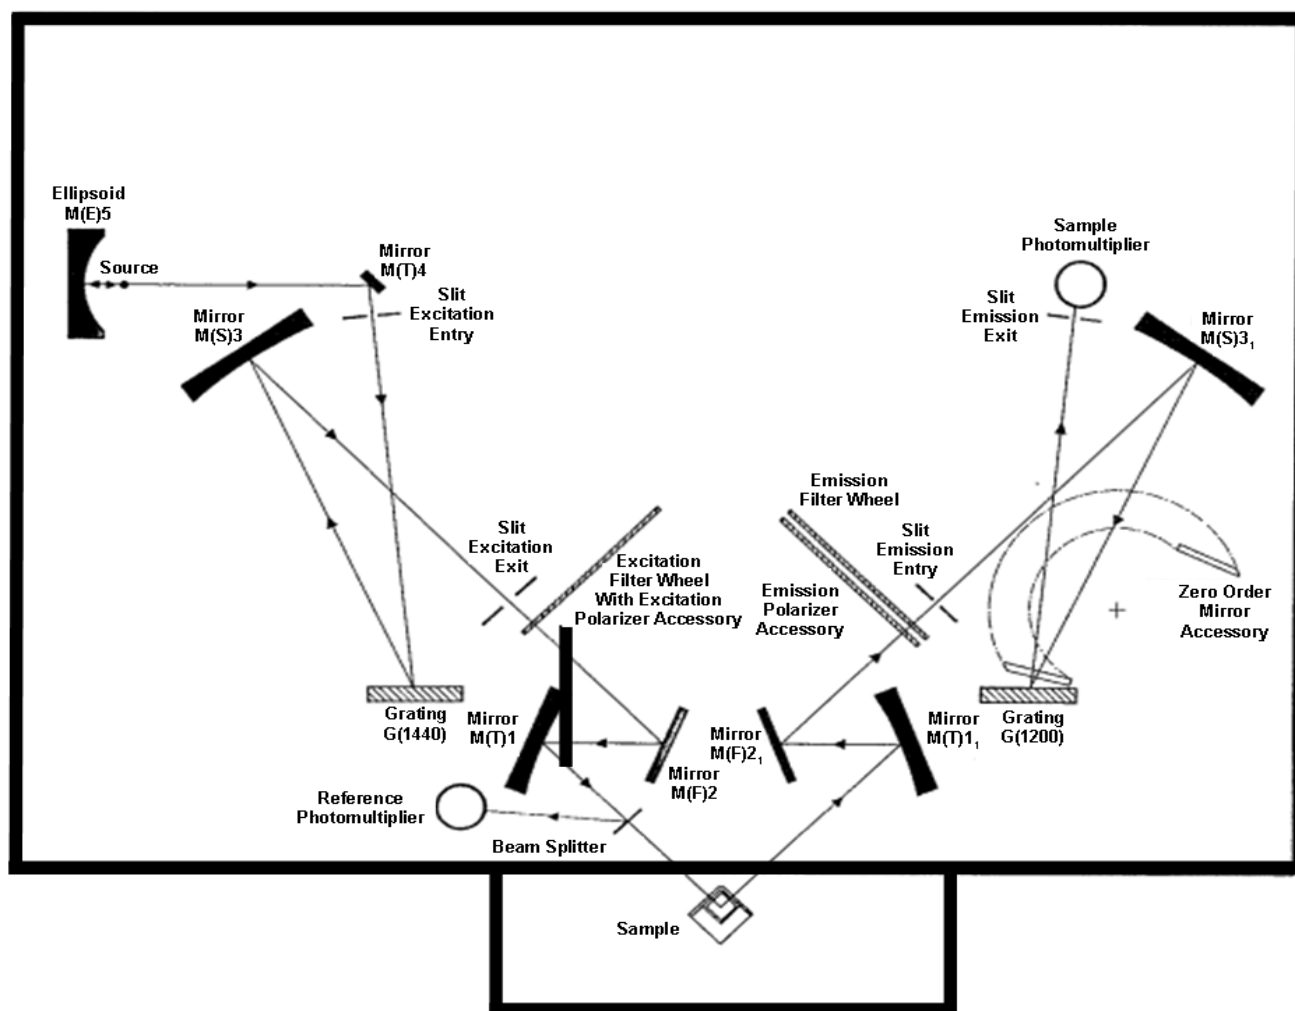 Ellipsoid
M(E)5
Source
Mirror
M(T)4
Mirror
M(S)3
Slit
Excitation
Entry
Sample
Photomultiplier
Slit
Emission
Exit
Mirror
M(S)3₁
Slit
Excitation
Exit
Excitation
Filter Wheel
With Excitation
Polarizer Accessory
Emission
Filter Wheel
Slit
Emission
Entry
Emission
Polarizer
Accessory
Zero Order
Mirror
Accessory
Grating
G(1440)
Mirror
M(T)1
Mirror
M(F)2
Mirror
M(F)2₁
Mirror
M(T)1₁
Grating
G(1200)
Reference
Photomultiplier
Beam Splitter
Sample